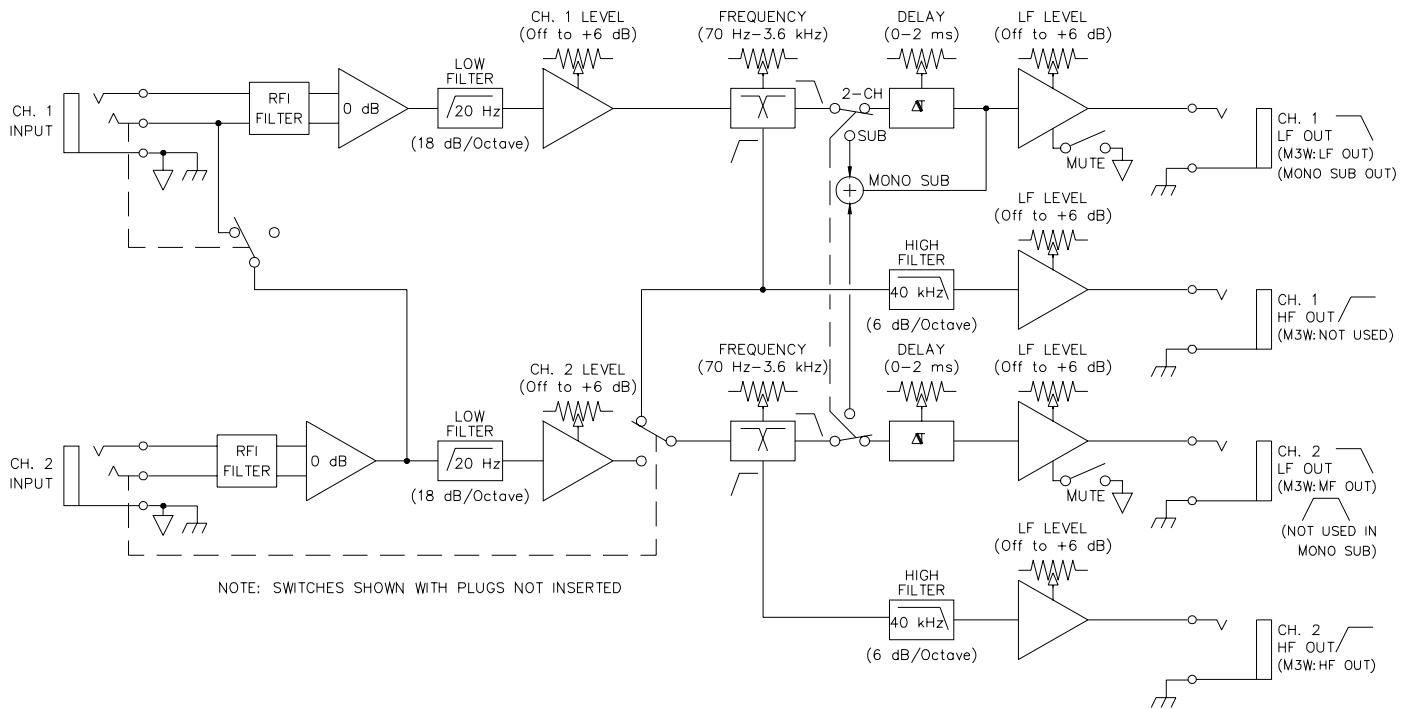 CH. 1 LEVEL
(Off to +6 dB)
FREQUENCY
(70 Hz–3.6 kHz)
DELAY
(0–2 ms)
LF LEVEL
(Off to +6 dB)
LOW
FILTER
CH. 1
INPUT
RFI
FILTER
0 dB
20 Hz
(18 dB/Octave)
2–CH
SUB
MONO SUB
MUTE
CH. 1
LF OUT
(M3W:LF OUT)
(MONO SUB OUT)
LF LEVEL
(Off to +6 dB)
HIGH
FILTER
40 kHz
(6 dB/Octave)
CH. 1
HF OUT
(M3W:NOT USED)
CH. 2 LEVEL
(Off to +6 dB)
FREQUENCY
(70 Hz–3.6 kHz)
DELAY
(0–2 ms)
LF LEVEL
(Off to +6 dB)
LOW
FILTER
CH. 2
INPUT
RFI
FILTER
0 dB
20 Hz
(18 dB/Octave)
MUTE
CH. 2
LF OUT
(M3W:MF OUT)
(NOT USED IN
MONO SUB)
LF LEVEL
(Off to +6 dB)
HIGH
FILTER
40 kHz
(6 dB/Octave)
CH. 2
HF OUT
(M3W:HF OUT)
NOTE: SWITCHES SHOWN WITH PLUGS NOT INSERTED